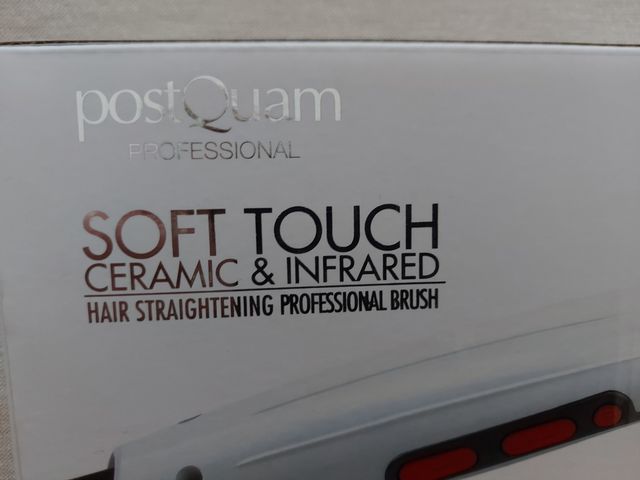 postQuam
PROFESSIONAL
SOFT TOUCH
CERAMIC & INFRARED
HAIR STRAIGHTENING PROFESSIONAL BRUSH